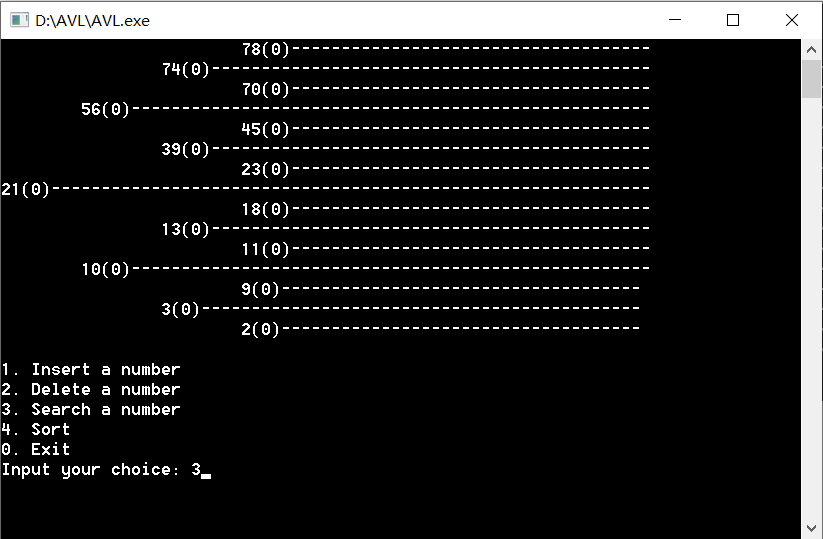 D:\AVL\AVL.exe
78(0)------------------------------------
74(0)--------------------------------------------
70(0)------------------------------------
56(0)----------------------------------------------------
45(0)------------------------------------
39(0)--------------------------------------------
23(0)------------------------------------
21(0)------------------------------------------------------------
18(0)------------------------------------
13(0)--------------------------------------------
11(0)------------------------------------
10(0)----------------------------------------------------
9(0)------------------------------------
3(0)--------------------------------------------
2(0)------------------------------------
1. Insert a number
2. Delete a number
3. Search a number
4. Sort
0. Exit
Input your choice: 3